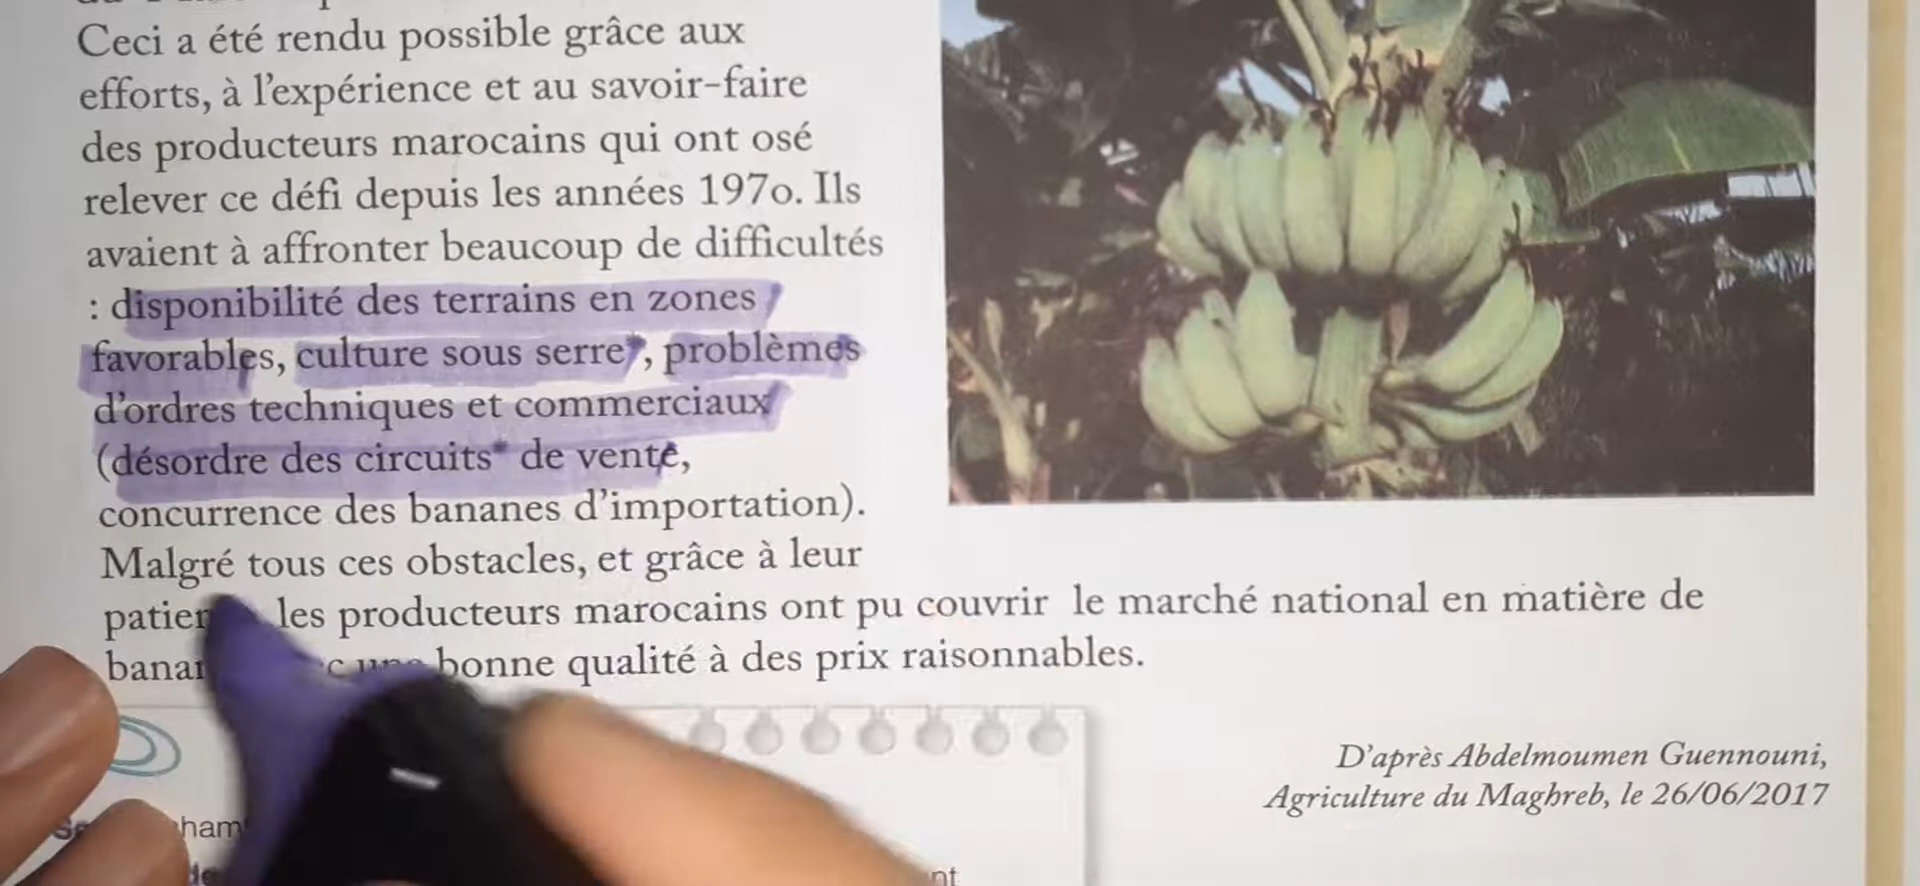 Ceci a été rendu possible grâce aux
efforts, à l'expérience et au savoir-faire
des producteurs marocains qui ont osé
relever ce défi depuis les années 1970. Ils
avaient à affronter beaucoup de difficultés
: disponibilité des terrains en zones
favorables, culture sous serre*, problèmes
d'ordres techniques et commerciaux
(désordre des circuits* de vente,
concurrence des bananes d'importation).
Malgré tous ces obstacles, et grâce à leur
les producteurs marocains ont pu couvrir le marché national en matière de
bonne qualité à des prix raisonnables.
D'après Abdelmoumen Guennouni,
Agriculture du Maghreb, le 26/06/2017